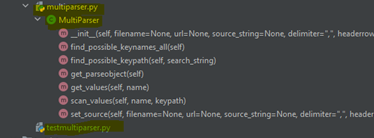 multiparser.py
MultiParser
__init__(self, filename=None, url=None, source_string=None, delimiter=",", headerrow
find_possible_keynames_all(self)
find_possible_keypath(self, search_string)
get_parseobject(self)
get_values(self, name)
scan_values(self, name, keypath)
set_source(self, filename=None, url=None, source_string=None, delimiter=",", header
testmultiparser.py